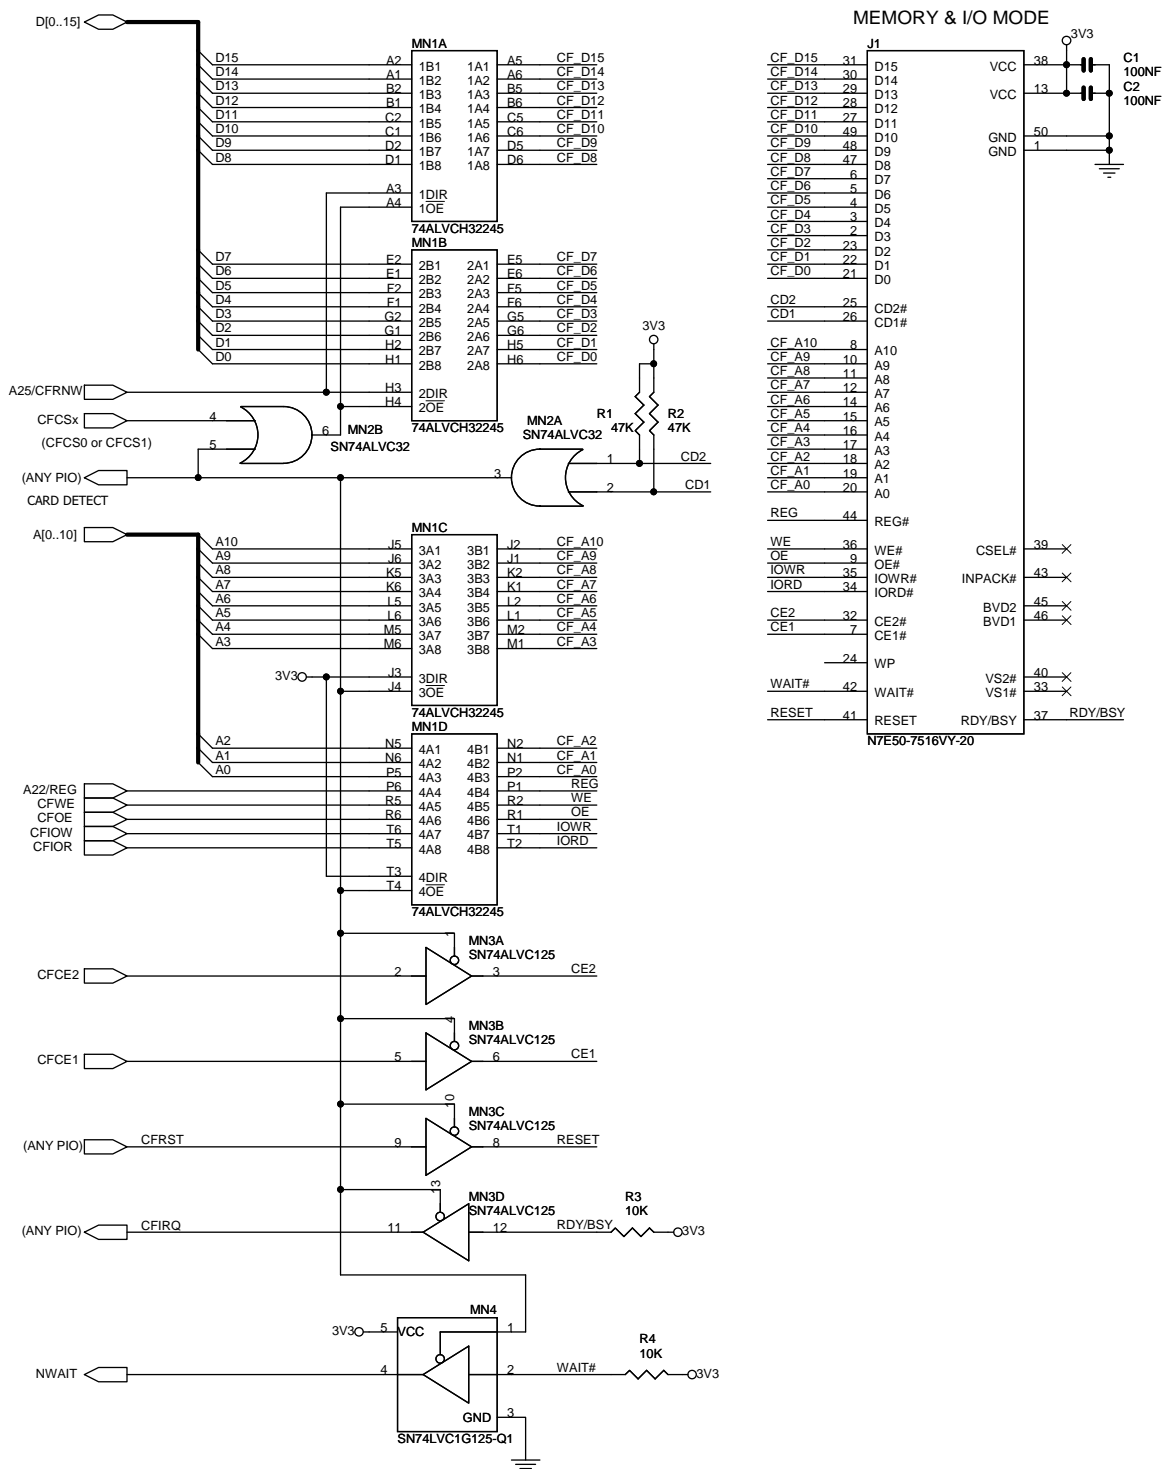 MEMORY & I/O MODE
D[0..15]
MN1A
D15 A2 1B1 1A1 A5 CF_D15
D14 A1 1B2 1A2 A6 CF_D14
D13 B2 1B3 1A3 B5 CF_D13
D12 B1 1B4 1A4 B6 CF_D12
D11 C2 1B5 1A5 C5 CF_D11
D10 C1 1B6 1A6 C6 CF_D10
D9 D2 1B7 1A7 D5 CF_D9
D8 D1 1B8 1A8 D6 CF_D8
A3 1DIR
A4 1OE
74ALVCH32245
MN1B
D7 E2 2B1 2A1 E5 CF_D7
D6 E1 2B2 2A2 E6 CF_D6
D5 F2 2B3 2A3 F5 CF_D5
D4 F1 2B4 2A4 F6 CF_D4
D3 G2 2B5 2A5 G5 CF_D3
D2 G1 2B6 2A6 G6 CF_D2
D1 H2 2B7 2A7 H5 CF_D1
D0 H1 2B8 2A8 H6 CF_D0
A25/CFRNW
H3 2DIR
H4 2OE
74ALVCH32245
CFCSx
(CFCS0 or CFCS1)
4
5
6
MN2B
SN74ALVC32
3V3
R1
47K
R2
47K
MN2A
SN74ALVC32
1
CD2
3
2
CD1
(ANY PIO)
CARD DETECT
A[0..10]
MN1C
A10 J5 3A1 3B1 J2 CF_A10
A9 J6 3A2 3B2 J1 CF_A9
A8 K5 3A3 3B3 K2 CF_A8
A7 K6 3A4 3B4 K1 CF_A7
A6 L5 3A5 3B5 L2 CF_A6
A5 L6 3A6 3B6 L1 CF_A5
A4 M5 3A7 3B7 M2 CF_A4
A3 M6 3A8 3B8 M1 CF_A3
3V3 J3 3DIR
J4 3OE
74ALVCH32245
MN1D
A2 N5 4A1 4B1 N2 CF_A2
A1 N6 4A2 4B2 N1 CF_A1
A0 P5 4A3 4B3 P2 CF_A0
A22/REG P6 4A4 4B4 P1 REG
CFWE R5 4A5 4B5 R2 WE
CFOE R6 4A6 4B6 R1 OE
CFIOW T6 4A7 4B7 T1 IOWR
CFIOR T5 4A8 4B8 T2 IORD
T3 4DIR
T4 4OE
74ALVCH32245
MN3A
SN74ALVC125
1
CFCE2 2 3 CE2
MN3B
SN74ALVC125
4
CFCE1 5 6 CE1
MN3C
SN74ALVC125
10
(ANY PIO) CFRST 9 8 RESET
MN3D
SN74ALVC125
13
R3
10K
(ANY PIO) CFIRQ 11 12 RDY/BSY 3V3
MN4
3V3 5 VCC 1
R4
10K
NWAIT 4 2 WAIT# 3V3
GND 3
SN74LVC1G125-Q1
J1
3V3
CF_D15 31 D15 VCC 38
C1
100NF
CF_D14 30 D14
CF_D13 29 D13 VCC 13
C2
100NF
CF_D12 28 D12
CF_D11 27 D11
CF_D10 49 D10 GND 50
CF_D9 48 D9 GND 1
CF_D8 47 D8
CF_D7 6 D7
CF_D6 5 D6
CF_D5 4 D5
CF_D4 3 D4
CF_D3 2 D3
CF_D2 23 D2
CF_D1 22 D1
CF_D0 21 D0
CD2 25 CD2#
CD1 26 CD1#
CF_A10 8 A10
CF_A9 10 A9
CF_A8 11 A8
CF_A7 12 A7
CF_A6 14 A6
CF_A5 15 A5
CF_A4 16 A4
CF_A3 17 A3
CF_A2 18 A2
CF_A1 19 A1
CF_A0 20 A0
REG 44 REG#
WE 36 WE# CSEL# 39
OE 9 OE#
IOWR 35 IOWR# INPACK# 43
IORD 34 IORD#
BVD2 45
CE2 32 CE2# BVD1 46
CE1 7 CE1#
24 WP
VS2# 40
WAIT# 42 WAIT# VS1# 33
RESET 41 RESET RDY/BSY 37 RDY/BSY
N7E50-7516VY-20